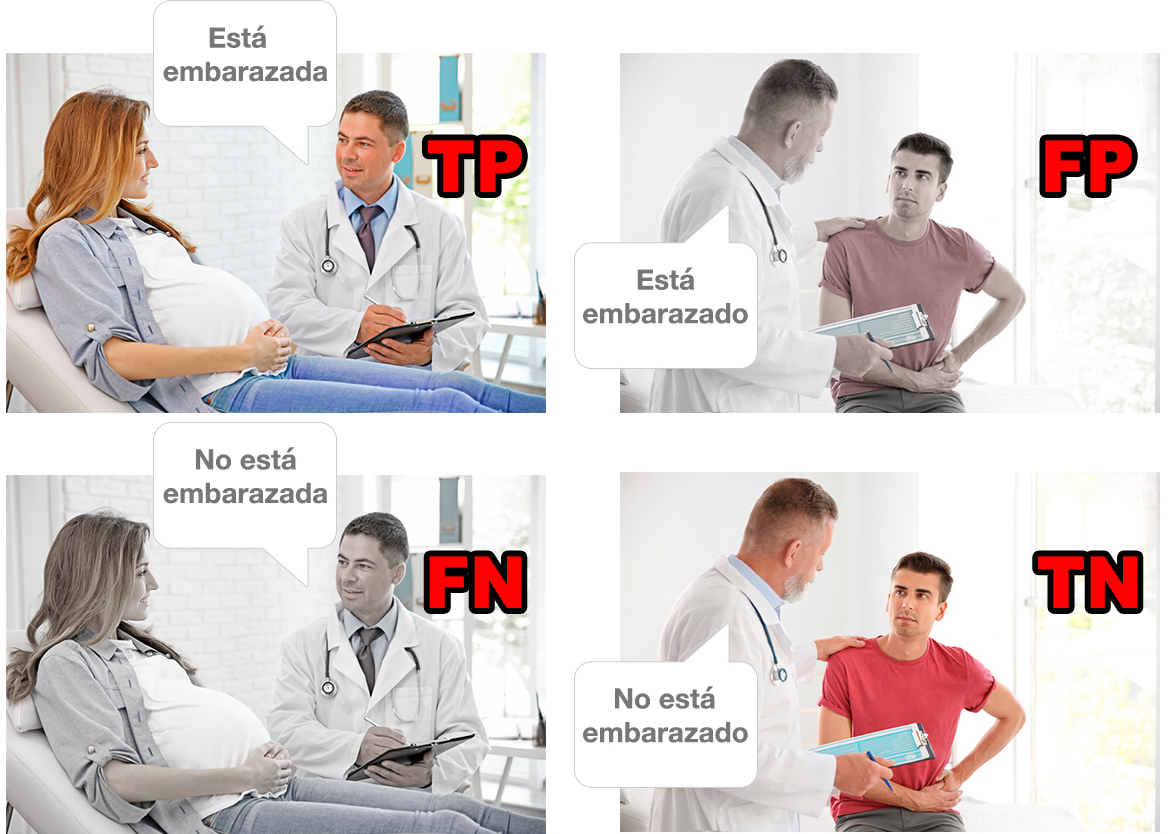 Está
embarazada
TP
Está
embarazado
FP
No está
embarazada
FN
No está
embarazado
TN